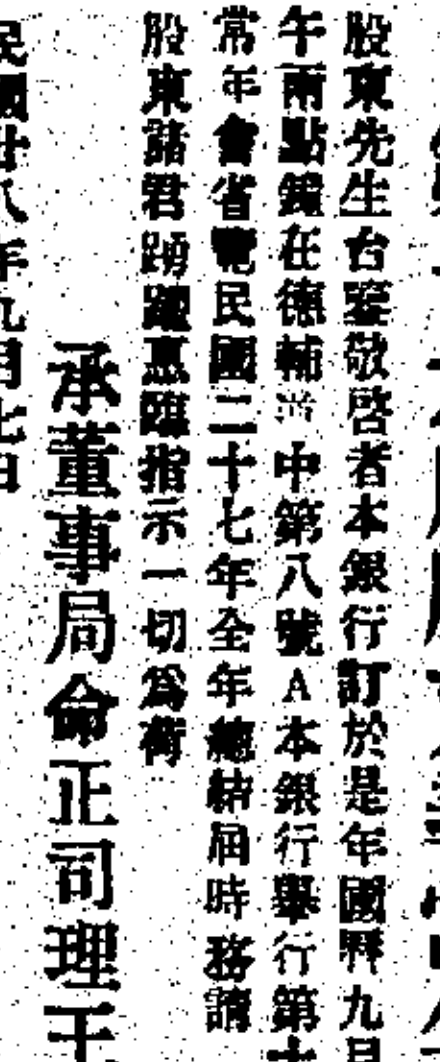 股東先生台鑒敬啓者本銀行訂於是年國曆九月
午兩點鐘在德輔道中第八號A本銀行舉行第十
常年會省覽民國二十七年全年總結屆時務請
股東諸君踴躍惠臨指示一切爲荷
承董事局命正司理王
民國廿八年九月七日